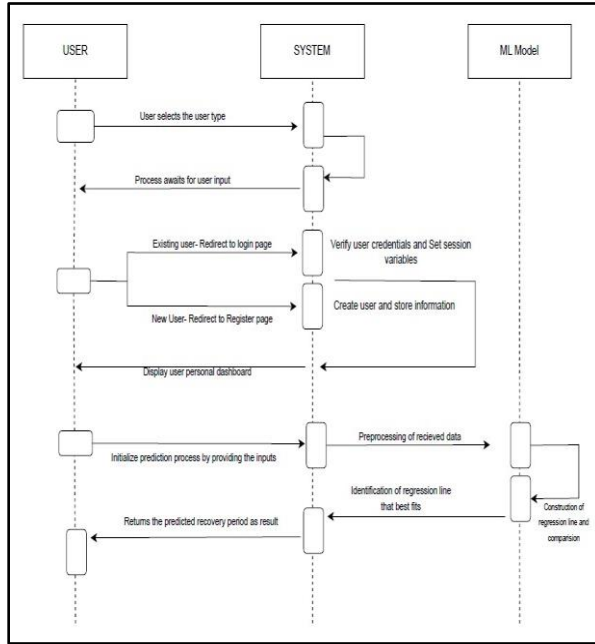 USER
SYSTEM
ML Model
User selects the user type
Process awaits for user input
Existing user- Redirect to login page
Verify user credentials and Set session
variables
New User- Redirect to Register page
Create user and store information
Display user personal dashboard
Initialize prediction process by providing the inputs
Preprocessing of recieved data
Identification of regression line
that best fits
Construction of
regression line and
comparision
Returns the predicted recovery period as result